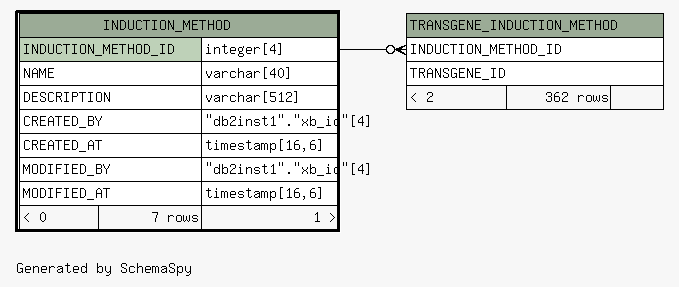 INDUCTION_METHOD
INDUCTION_METHOD_ID integer[4]
NAME varchar[40]
DESCRIPTION varchar[512]
CREATED_BY "db2inst1"."xb_id"[4]
CREATED_AT timestamp[16,6]
MODIFIED_BY "db2inst1"."xb_id"[4]
MODIFIED_AT timestamp[16,6]
< 0 7 rows 1 >
TRANSGENE_INDUCTION_METHOD
INDUCTION_METHOD_ID
TRANSGENE_ID
< 2 362 rows
Generated by SchemaSpy